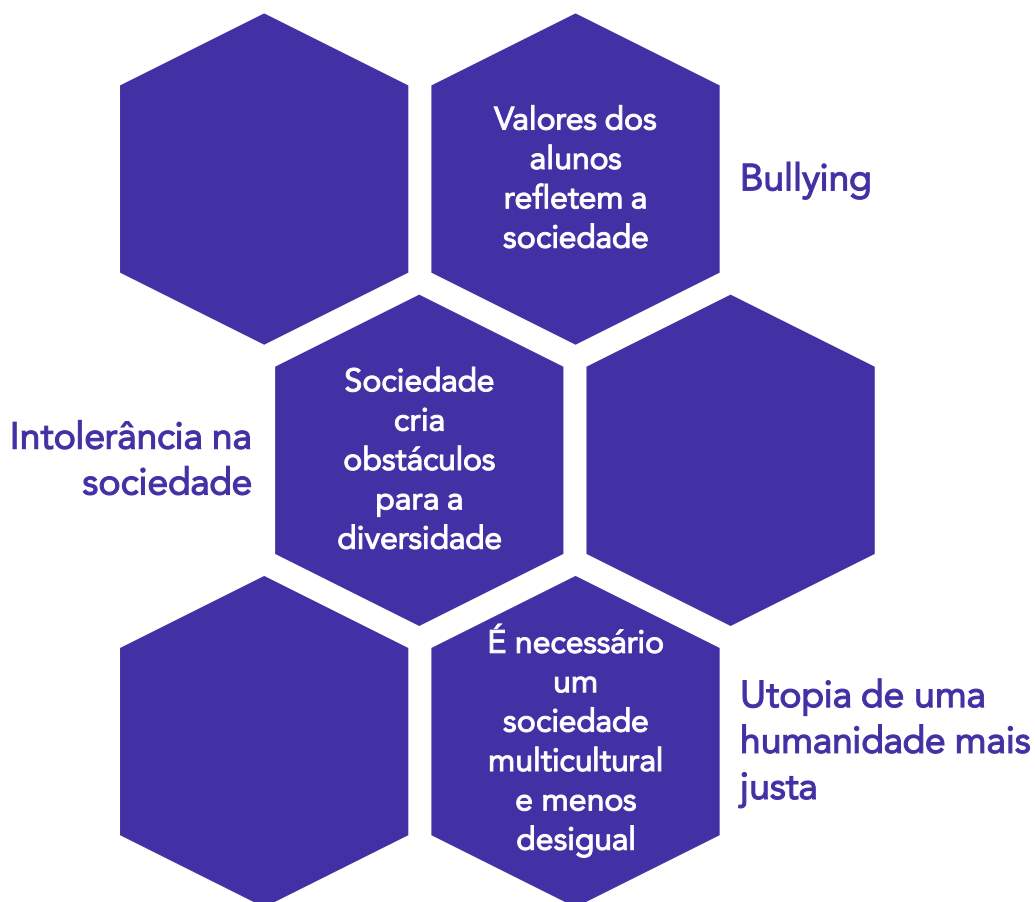 Valores dos
alunos
refletem a
sociedade
Bullying
Intolerância na
sociedade
Sociedade
cria
obstáculos
para a
diversidade
É necessário
um
sociedade
multicultural
e menos
desigual
Utopia de uma
humanidade mais
justa